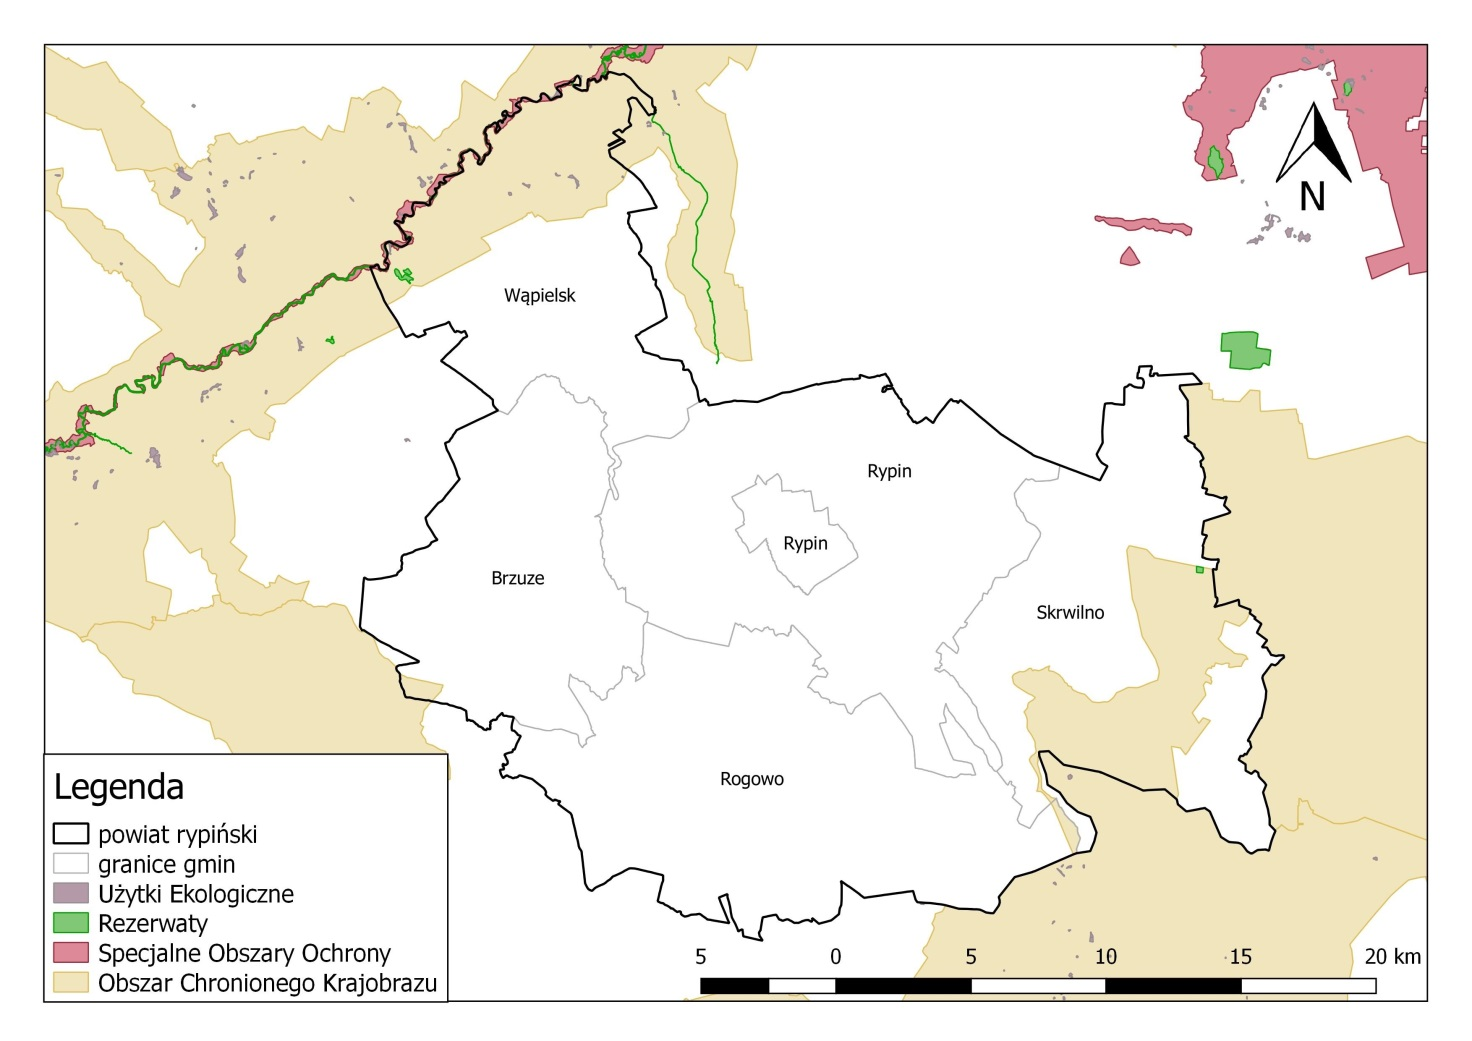 N
Wąpielsk
Rypin
Rypin
Brzuze
Skrwilno
Rogowo
Legenda
powiat rypiński
granice gmin
Użytki Ekologiczne
Rezerwaty
Specjalne Obszary Ochrony
Obszar Chronionego Krajobrazu
5 0 5 10 15 20 km